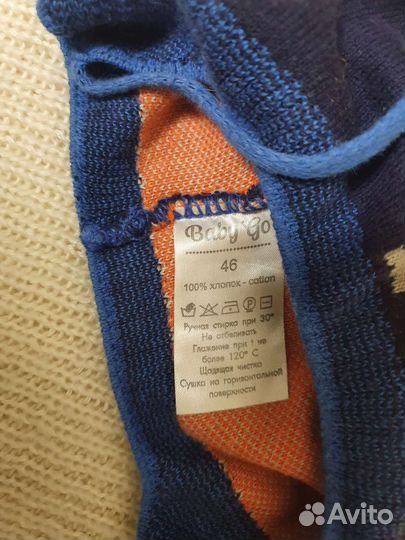 Baby Go
46
100% хлопок - cotton
Ручная стирка при 30°
Не отбеливать
Глажение при t не
более 120° С
Щадящая чистка
Сушка на горизонтальной
поверхности
Avito